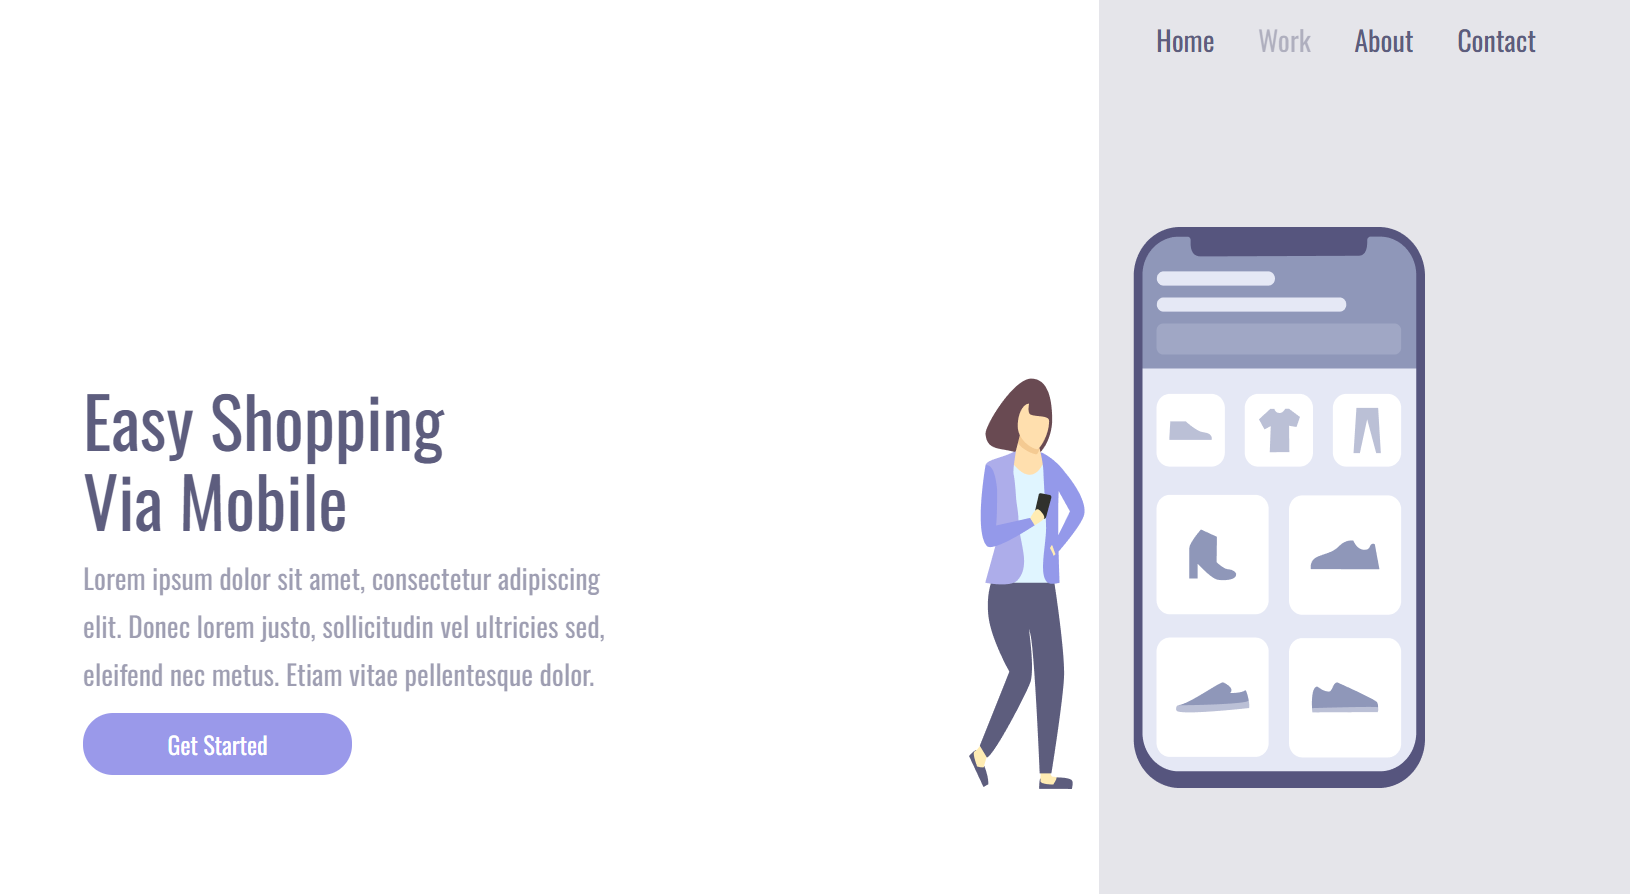 Home Work About Contact
Easy Shopping
Via Mobile
Lorem ipsum dolor sit amet, consectetur adipiscing
elit. Donec lorem justo, sollicitudin vel ultricies sed,
eleifend nec metus. Etiam vitae pellentesque dolor.
Get Started